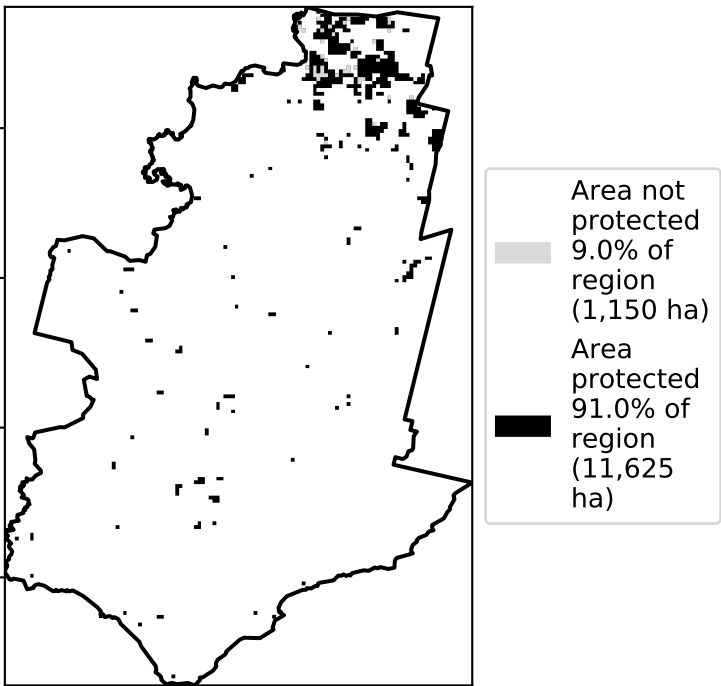 Area not
protected
9.0% of
region
(1,150 ha)
Area
protected
91.0% of
region
(11,625
ha)